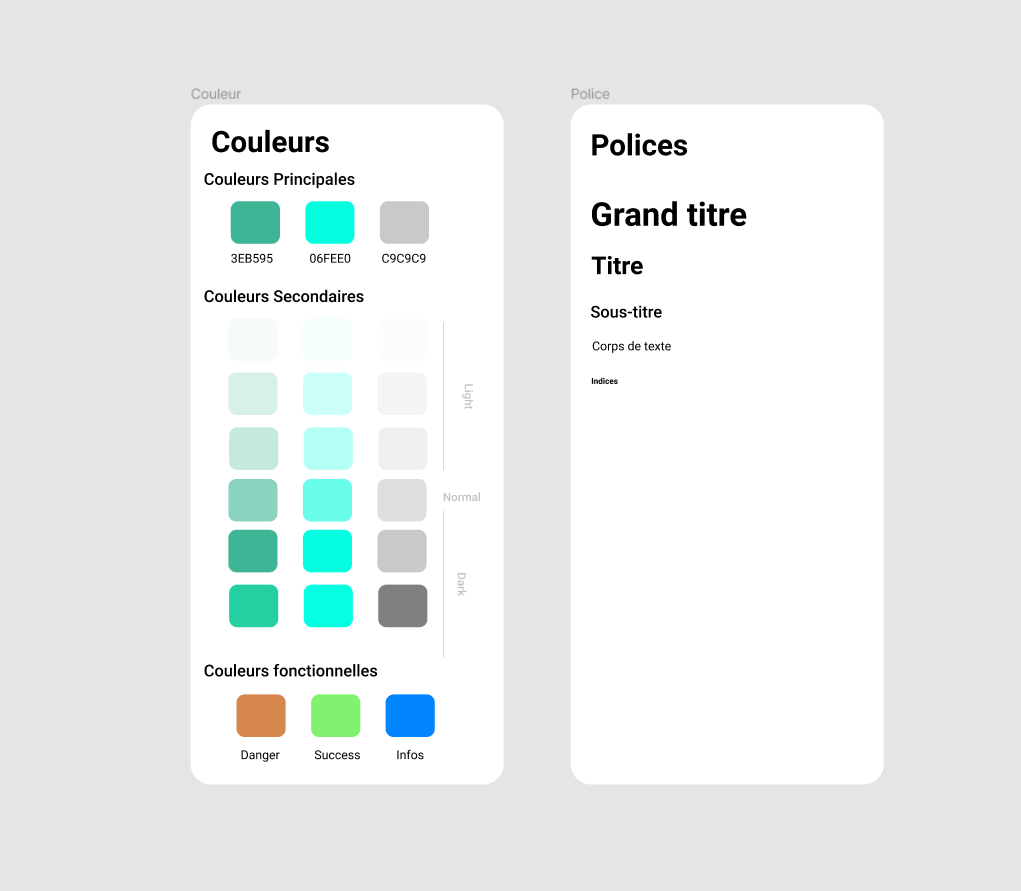 Couleur
Couleurs
Couleurs Principales
3EB595 06FEE0 C9C9C9
Couleurs Secondaires
Light
Normal
Dark
Couleurs fonctionnelles
Danger Success Infos
Police
Polices
Grand titre
Titre
Sous-titre
Corps de texte
Indices